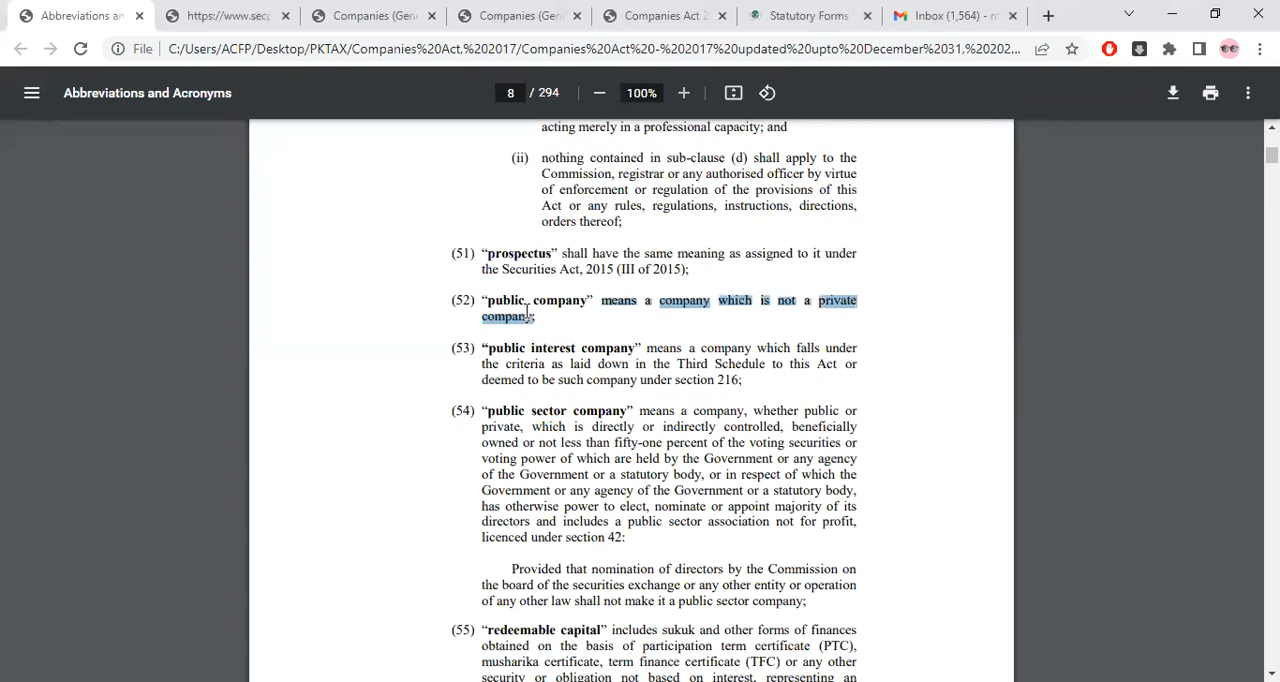 Abbreviations an
https://www.secp
Companies (Gene
Companies (Gene
Companies Act 2
Statutory Forms
Inbox (1,564) - m
File
C:/Users/ACFP/Desktop/PKTAX/Companies%20Act,%202017/Companies%20Act%20-%202017%20updated%20upto%20December%2031,%20202...
Abbreviations and Acronyms
8 / 294
100%
acting merely in a professional capacity; and
(ii) nothing contained in sub-clause (d) shall apply to the
Commission, registrar or any authorised officer by virtue
of enforcement or regulation of the provisions of this
Act or any rules, regulations, instructions, directions,
orders thereof;
(51) “prospectus” shall have the same meaning as assigned to it under
the Securities Act, 2015 (III of 2015);
(52) “public company” means a company which is not a private
company;
(53) “public interest company” means a company which falls under
the criteria as laid down in the Third Schedule to this Act or
deemed to be such company under section 216;
(54) “public sector company” means a company, whether public or
private, which is directly or indirectly controlled, beneficially
owned or not less than fifty-one percent of the voting securities or
voting power of which are held by the Government or any agency
of the Government or a statutory body, or in respect of which the
Government or any agency of the Government or a statutory body,
has otherwise power to elect, nominate or appoint majority of its
directors and includes a public sector association not for profit,
licenced under section 42:
Provided that nomination of directors by the Commission on
the board of the securities exchange or any other entity or operation
of any other law shall not make it a public sector company;
(55) “redeemable capital” includes sukuk and other forms of finances
obtained on the basis of participation term certificate (PTC),
musharika certificate, term finance certificate (TFC) or any other
security or obligation not based on interest, representing an